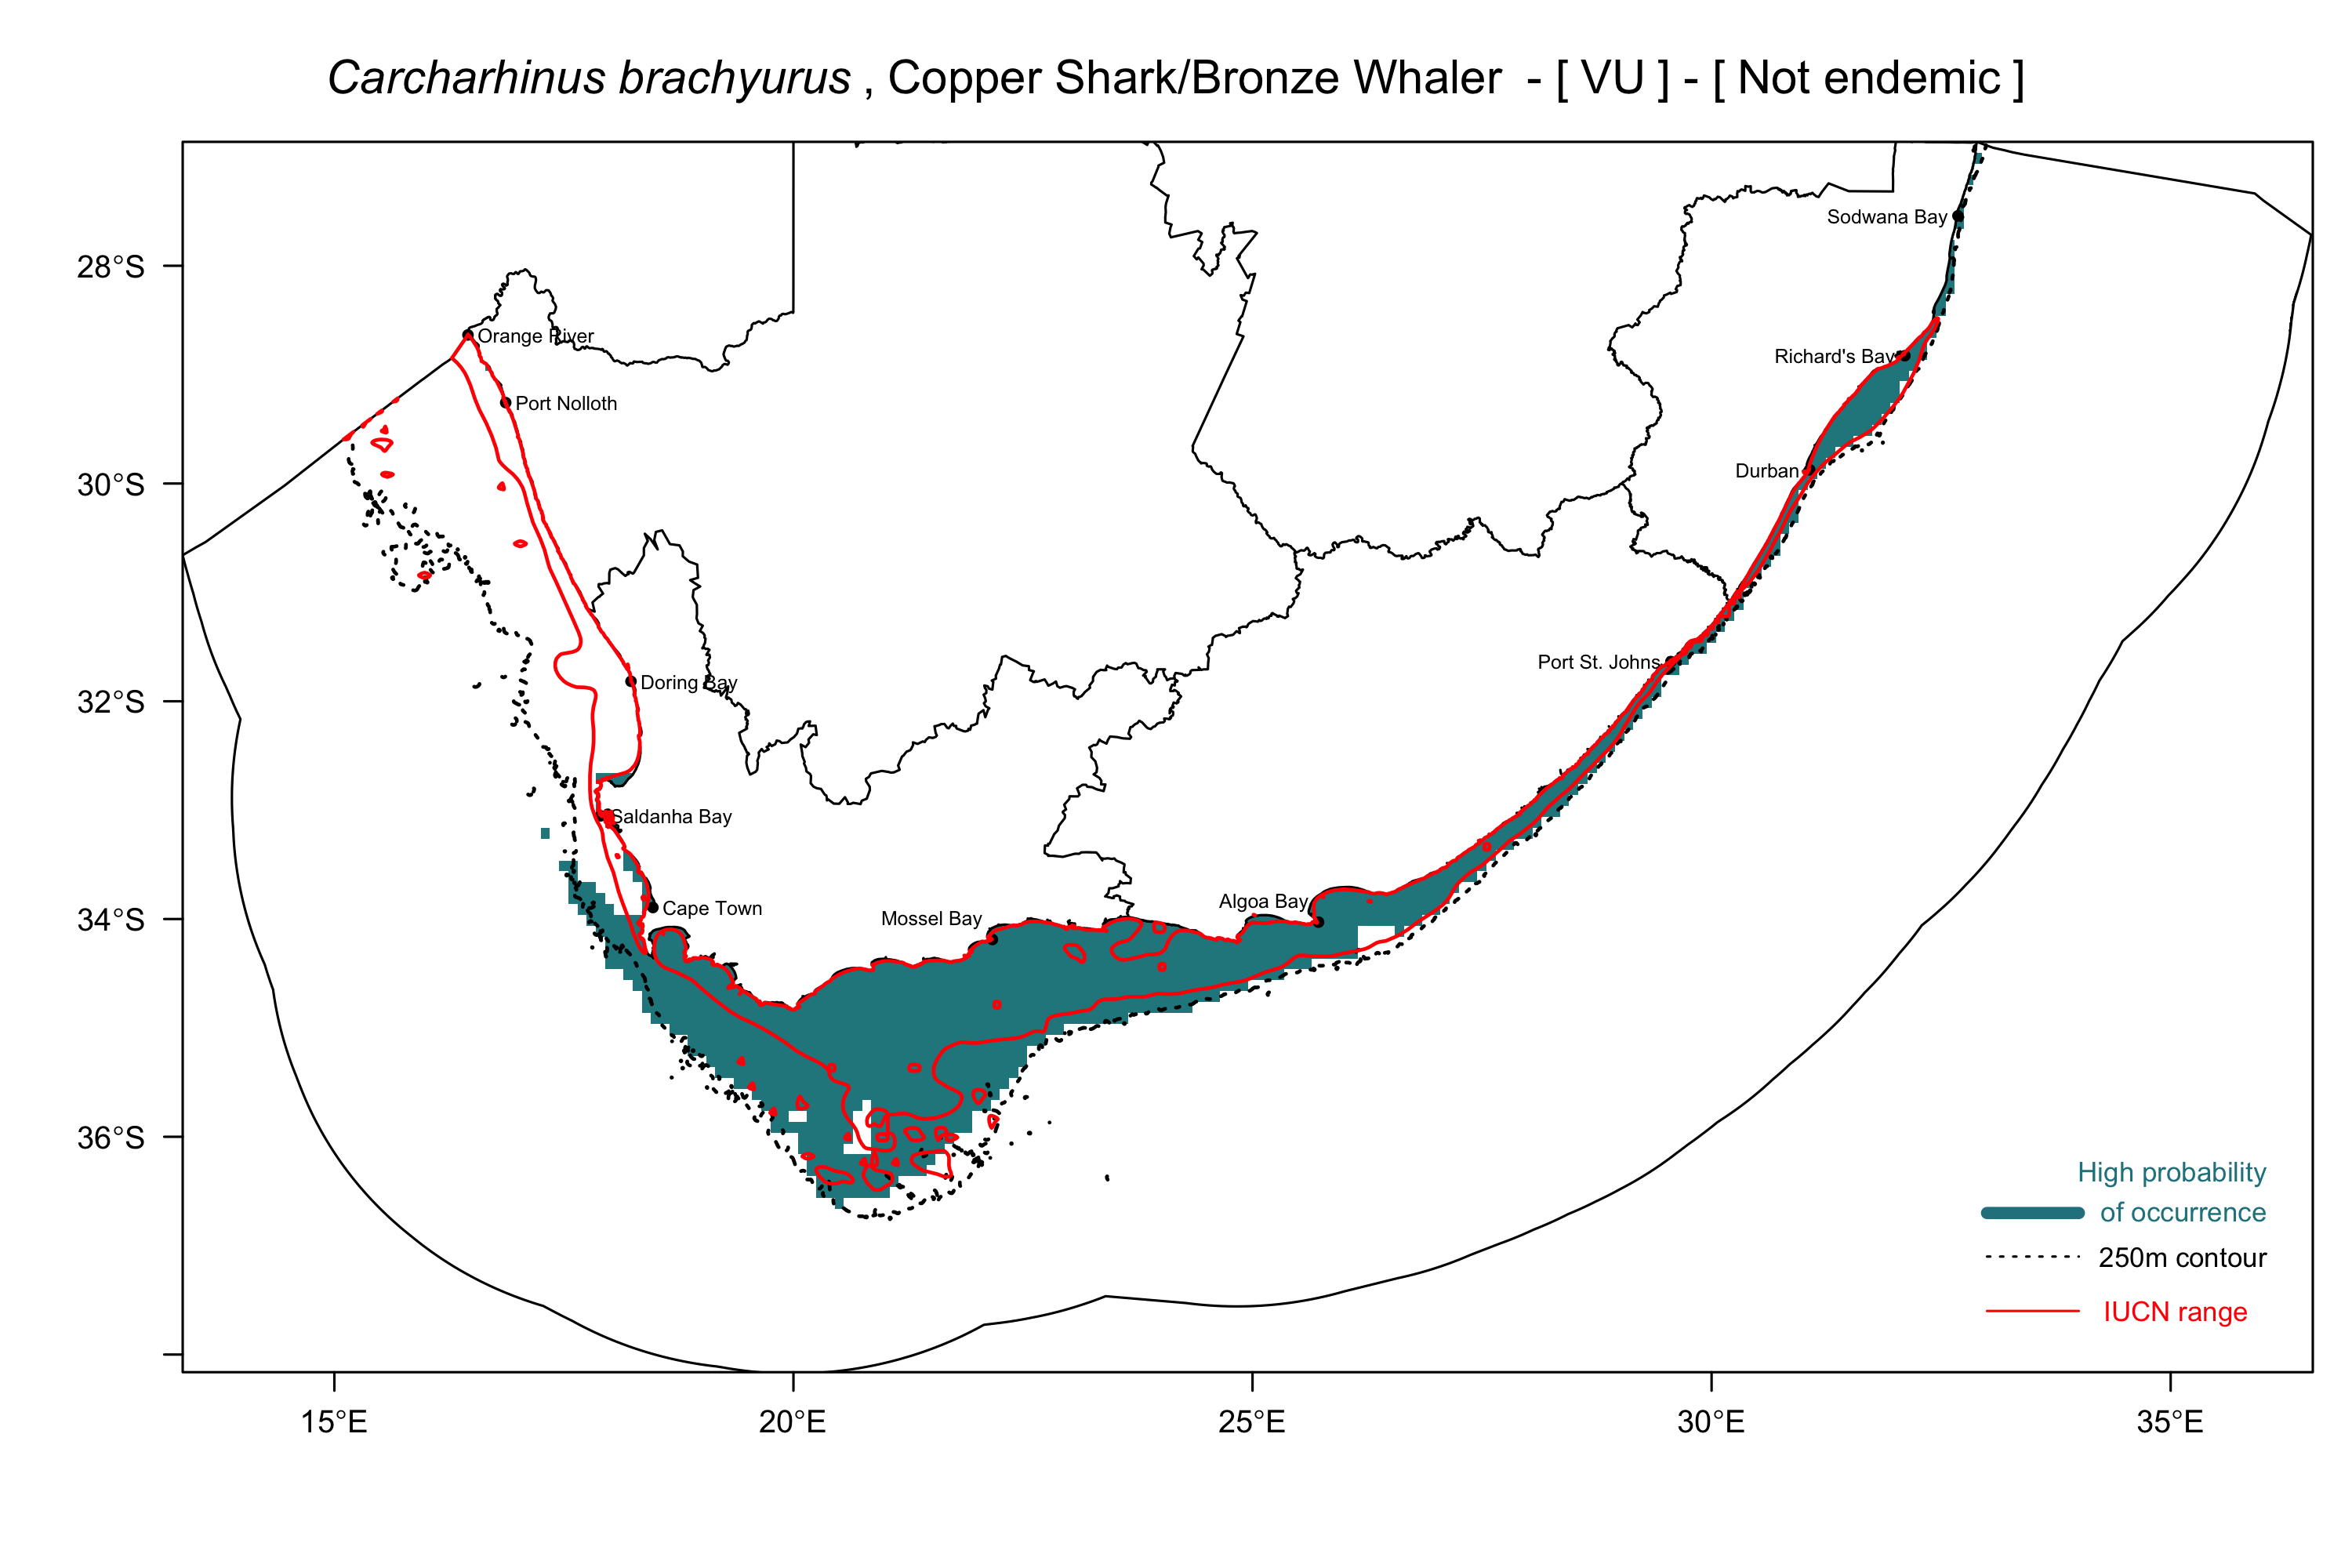 Carcharhinus brachyurus , Copper Shark/Bronze Whaler - [ VU ] - [ Not endemic ]
Sodwana Bay
28°S
Orange River
Richard's Bay
Port Nolloth
Durban
30°S
Port St. Johns
Doring Bay
32°S
Saldanha Bay
Algoa Bay
Cape Town
Mossel Bay
34°S
36°S
High probability
of occurrence
250m contour
IUCN range
15°E
20°E
25°E
30°E
35°E